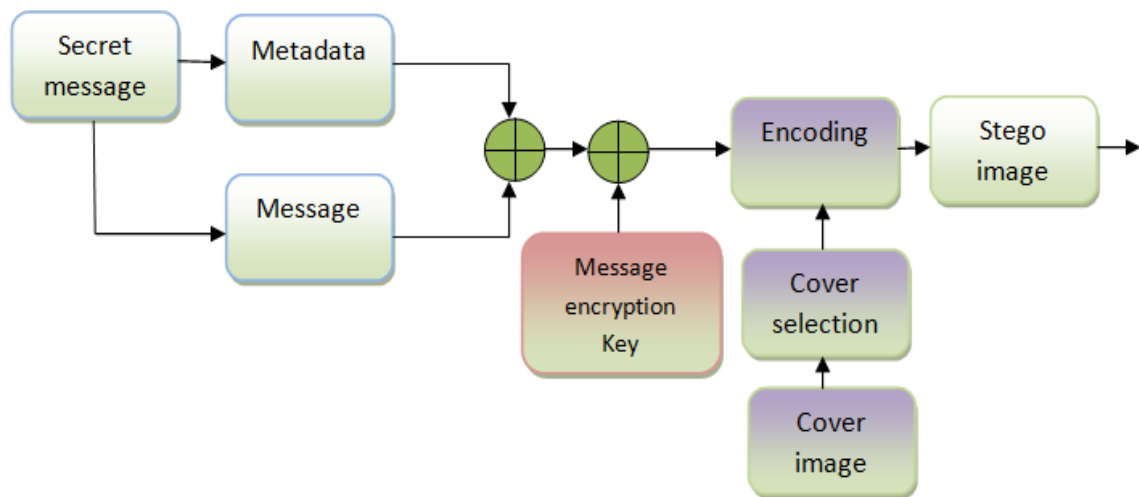 Secret
message
Metadata
Message
Message
encryption
Key
Encoding
Cover
selection
Cover
image
Stego
image